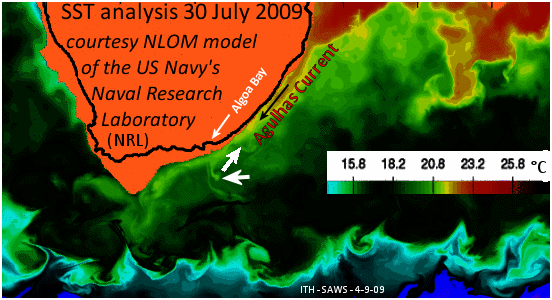 SST analysis 30 July 2009
courtesy NLOM model
of the US Navy's
Naval Research
Laboratory
(NRL)
Algoa Bay
Agulhas Current
15.8 18.2 20.8 23.2 25.8 °C
ITH - SAWS - 4-9-09